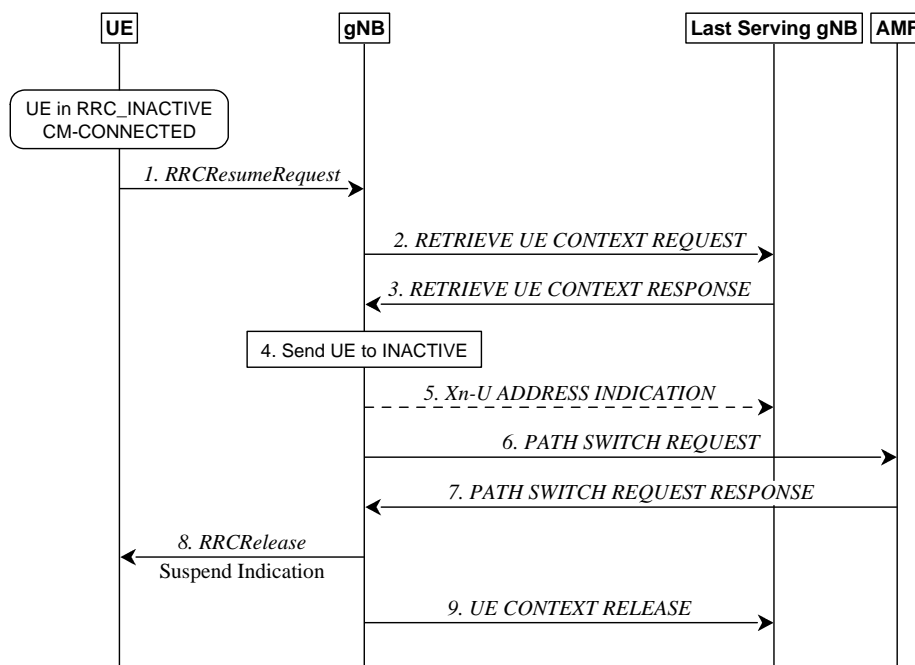 UE
gNB
Last Serving gNB
AMF
UE in RRC_INACTIVE
CM-CONNECTED
1. RRCResumeRequest
2. RETRIEVE UE CONTEXT REQUEST
3. RETRIEVE UE CONTEXT RESPONSE
4. Send UE to INACTIVE
5. Xn-U ADDRESS INDICATION
6. PATH SWITCH REQUEST
7. PATH SWITCH REQUEST RESPONSE
8. RRCRelease
Suspend Indication
9. UE CONTEXT RELEASE